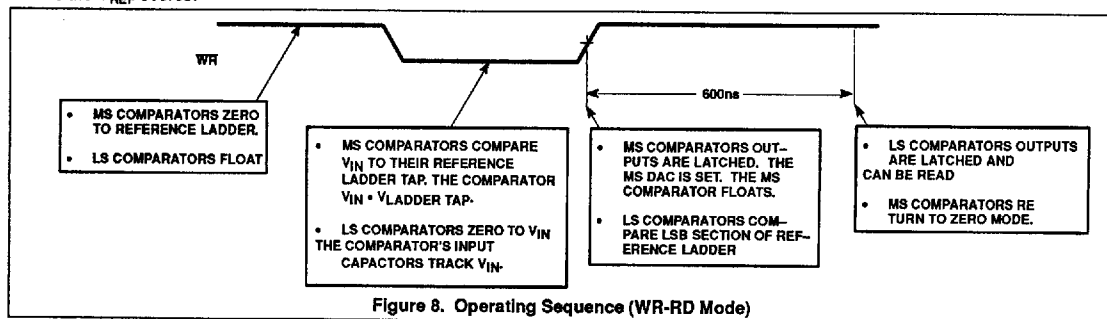 WR
600ns
• MS COMPARATORS ZERO
TO REFERENCE LADDER.
• LS COMPARATORS FLOAT
• MS COMPARATORS COMPARE
VIN TO THEIR REFERENCE
LADDER TAP. THE COMPARATOR
VIN • VLADDER TAP.
• LS COMPARATORS ZERO TO VIN
THE COMPARATOR'S INPUT
CAPACTORS TRACK VIN.
• MS COMPARATORS OUT-
PUTS ARE LATCHED. THE
MS DAC IS SET. THE MS
COMPARATOR FLOATS.
• LS COMPARATORS COM-
PARE LSB SECTION OF REF-
ERENCE LADDER
• LS COMPARATORS OUTPUTS
ARE LATCHED AND
CAN BE READ
• MS COMPARATORS RE
TURN TO ZERO MODE.
Figure 8. Operating Sequence (WR-RD Mode)